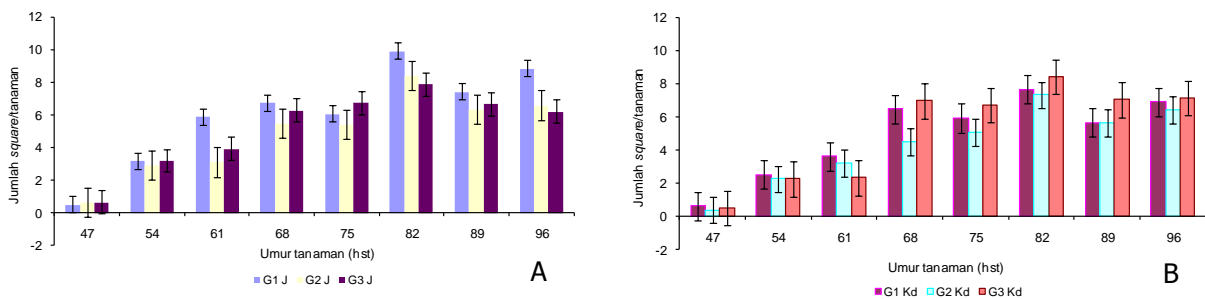 Jumlah square/tanaman
12
10
8
6
4
2
0
-2
47 54 61 68 75 82 89 96
Umur tanaman (hst)
G1 J G2 J G3 J
A
Jumlah square/tanaman
12
10
8
6
4
2
0
-2
47 54 61 68 75 82 89 96
Umur tanaman (hst)
G1 Kd G2 Kd G3 Kd
B